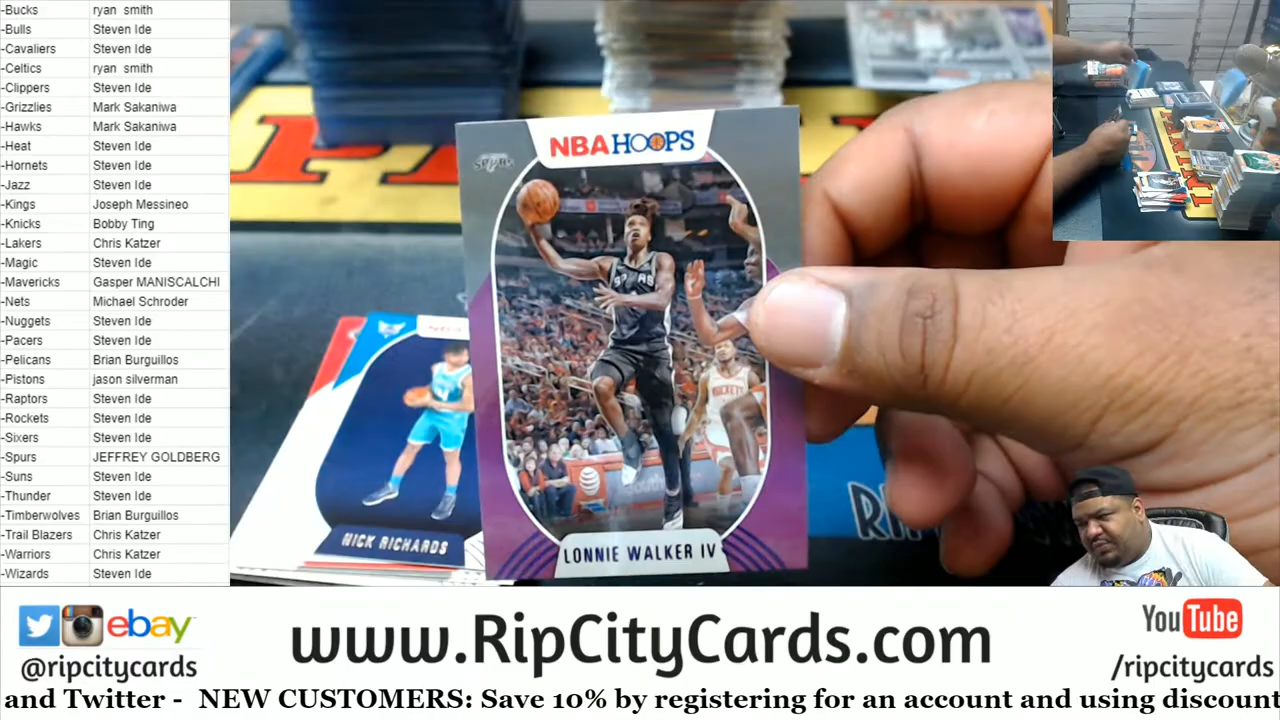 -Bucks ryan smith
-Bulls Steven Ide
-Cavaliers Steven Ide
-Celtics ryan smith
-Clippers Steven Ide
-Grizzlies Mark Sakaniwa
-Hawks Mark Sakaniwa
-Heat Steven Ide
-Hornets Steven Ide
-Jazz Steven Ide
-Kings Joseph Messineo
-Knicks Bobby Ting
-Lakers Chris Katzer
-Magic Steven Ide
-Mavericks Gasper MANISCALCHI
-Nets Michael Schroder
-Nuggets Steven Ide
-Pacers Steven Ide
-Pelicans Brian Burguillos
-Pistons jason silverman
-Raptors Steven Ide
-Rockets Steven Ide
-Sixers Steven Ide
-Spurs JEFFREY GOLDBERG
-Suns Steven Ide
-Thunder Steven Ide
-Timberwolves Brian Burguillos
-Trail Blazers Chris Katzer
-Warriors Chris Katzer
-Wizards Steven Ide
NBA HOOPS
SPURS
SPURS
ROCKETS
AT&T
LONNIE WALKER IV
NICK RICHARDS
ebay
@ripcitycards
www.RipCityCards.com
YouTube
/ripcitycards
and Twitter - NEW CUSTOMERS: Save 10% by registering for an account and using discount